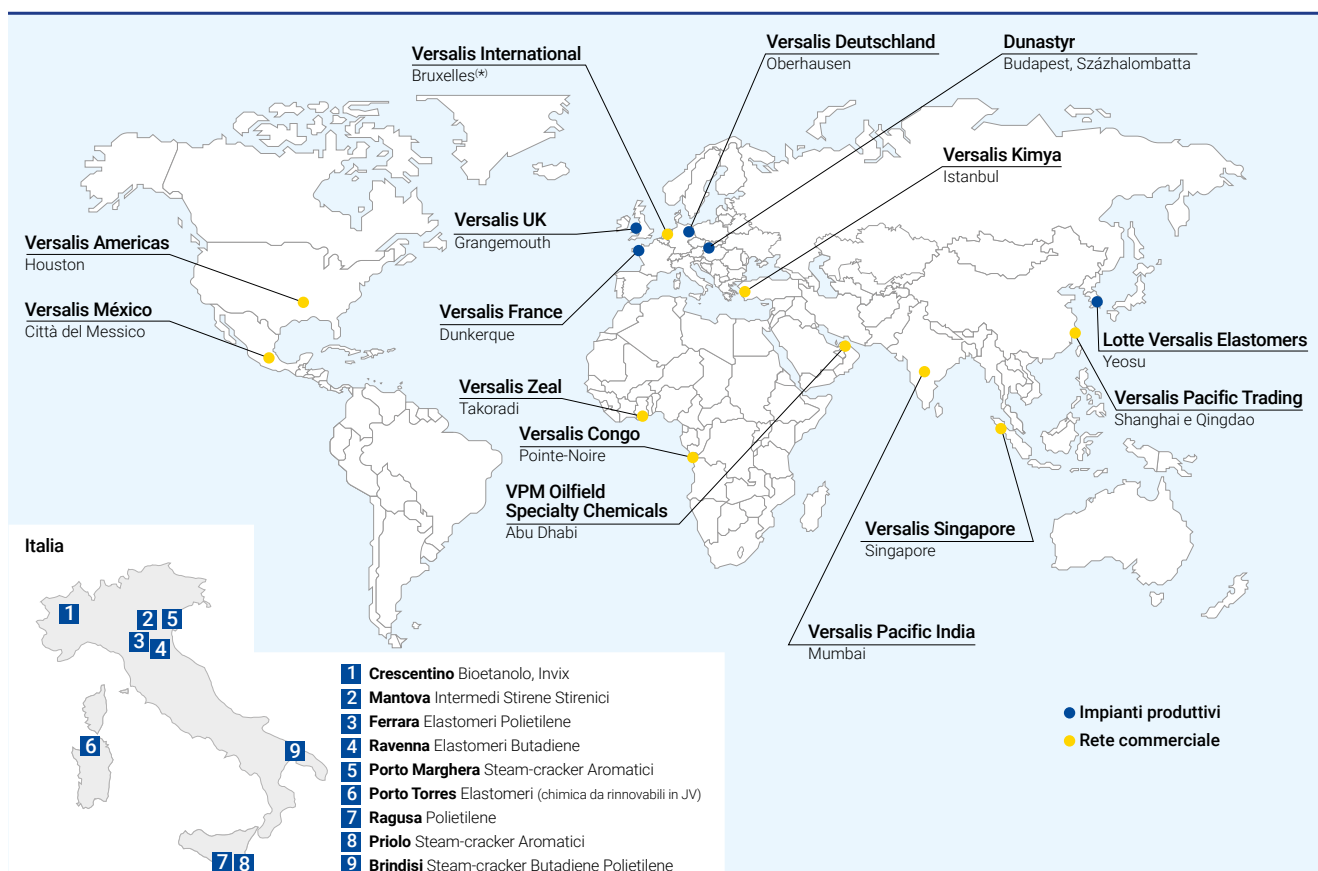 Versalis International
Bruxelles(*)
Versalis Deutschland
Oberhausen
Dunastyr
Budapest, Százhalombatta
Versalis Kimya
Istanbul
Versalis UK
Grangemouth
Versalis Americas
Houston
Versalis France
Dunkerque
Versalis México
Città del Messico
Lotte Versalis Elastomers
Yeosu
Versalis Zeal
Takoradi
Versalis Pacific Trading
Shanghai e Qingdao
Versalis Congo
Pointe-Noire
VPM Oilfield
Specialty Chemicals
Abu Dhabi
Versalis Singapore
Singapore
Versalis Pacific India
Mumbai
Italia
1
2
5
3
4
6
9
7
8
1 Crescentino Bioetanolo, Invix
2 Mantova Intermedi Stirene Stirenici
3 Ferrara Elastomeri Polietilene
4 Ravenna Elastomeri Butadiene
5 Porto Marghera Steam-cracker Aromatici
6 Porto Torres Elastomeri (chimica da rinnovabili in JV)
7 Ragusa Polietilene
8 Priolo Steam-cracker Aromatici
9 Brindisi Steam-cracker Butadiene Polietilene
Impianti produttivi
Rete commerciale